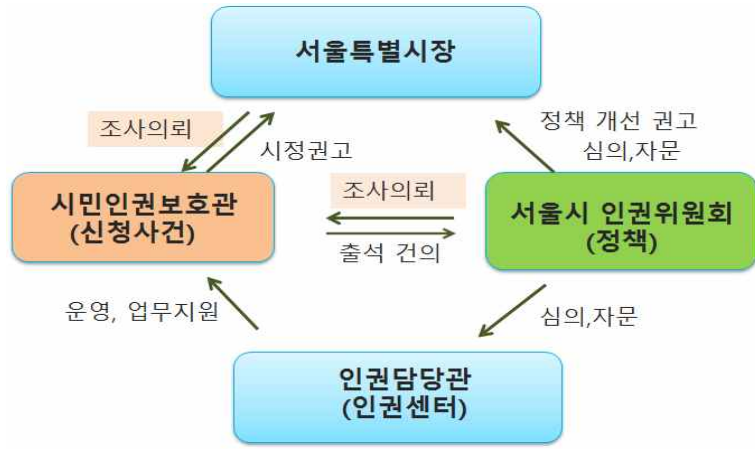 서울특별시장
조사의뢰
시정권고
정책 개선 권고
심의,자문
시민인권보호관
(신청사건)
조사의뢰
출석 건의
서울시 인권위원회
(정책)
운영, 업무지원
심의,자문
인권담당관
(인권센터)